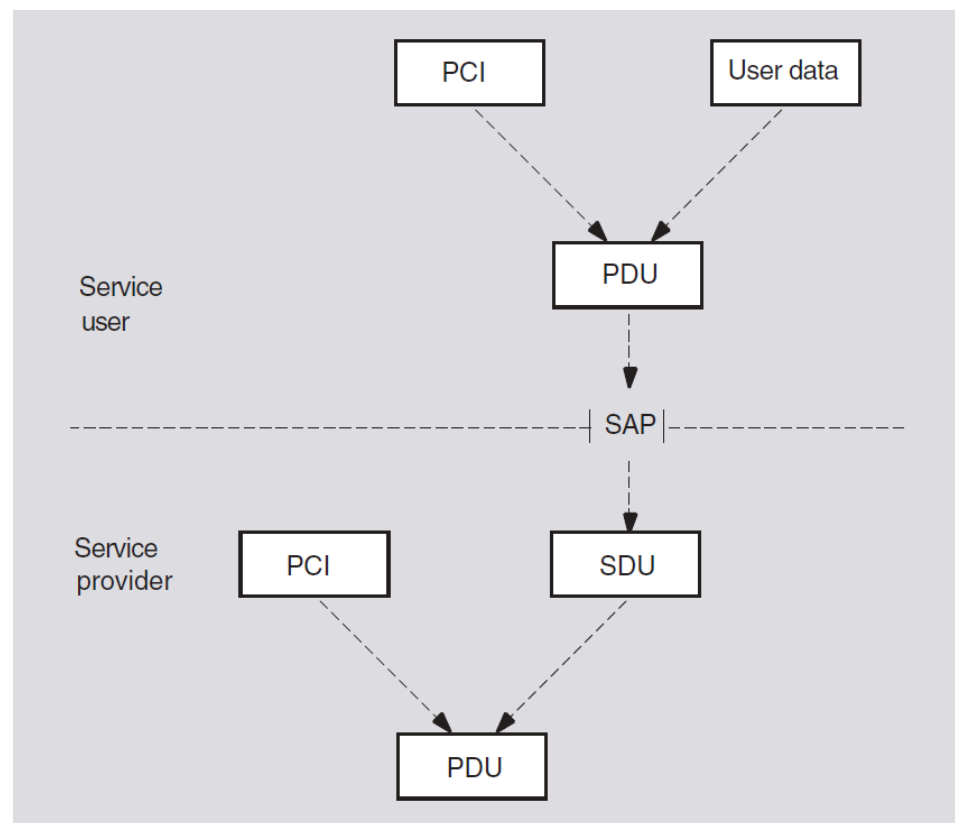 PCI
User data
PDU
Service
user
SAP
Service
provider
PCI
SDU
PDU